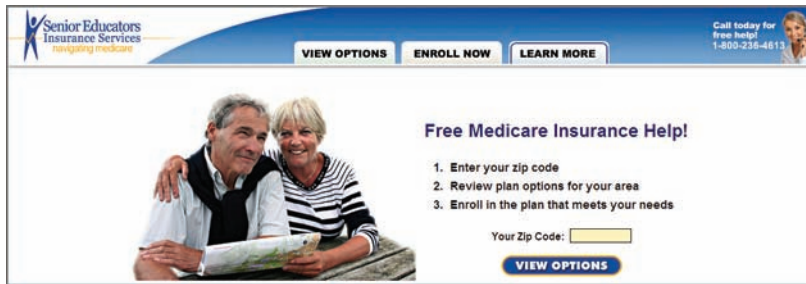 Senior Educators
Insurance Services
navigating medicare
Call today for
free help!
1-800-236-4613
VIEW OPTIONS
ENROLL NOW
LEARN MORE
Free Medicare Insurance Help!
1. Enter your zip code
2. Review plan options for your area
3. Enroll in the plan that meets your needs
Your Zip Code:
VIEW OPTIONS